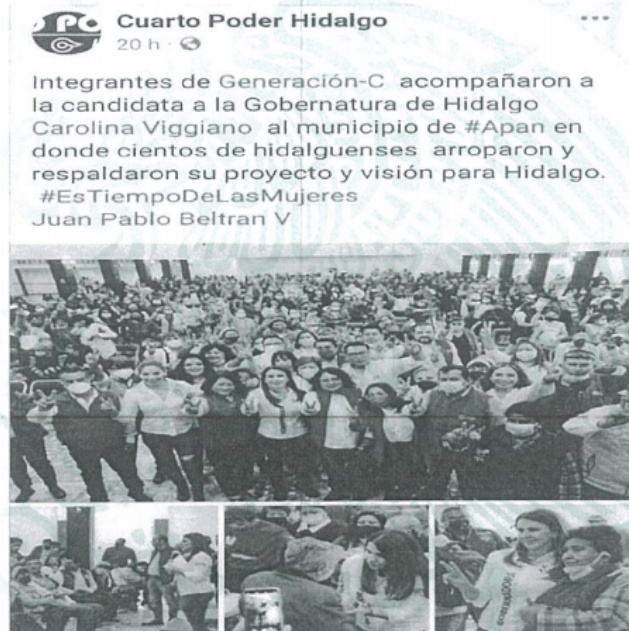 Cuarto Poder Hidalgo
20 h ·
Integrantes de Generación-C acompañaron a
la candidata a la Gobernatura de Hidalgo
Carolina Viggiano al municipio de #Apan en
donde cientos de hidalguenses arroparon y
respaldaron su proyecto y visión para Hidalgo.
#EsTiempoDeLasMujeres
Juan Pablo Beltran V